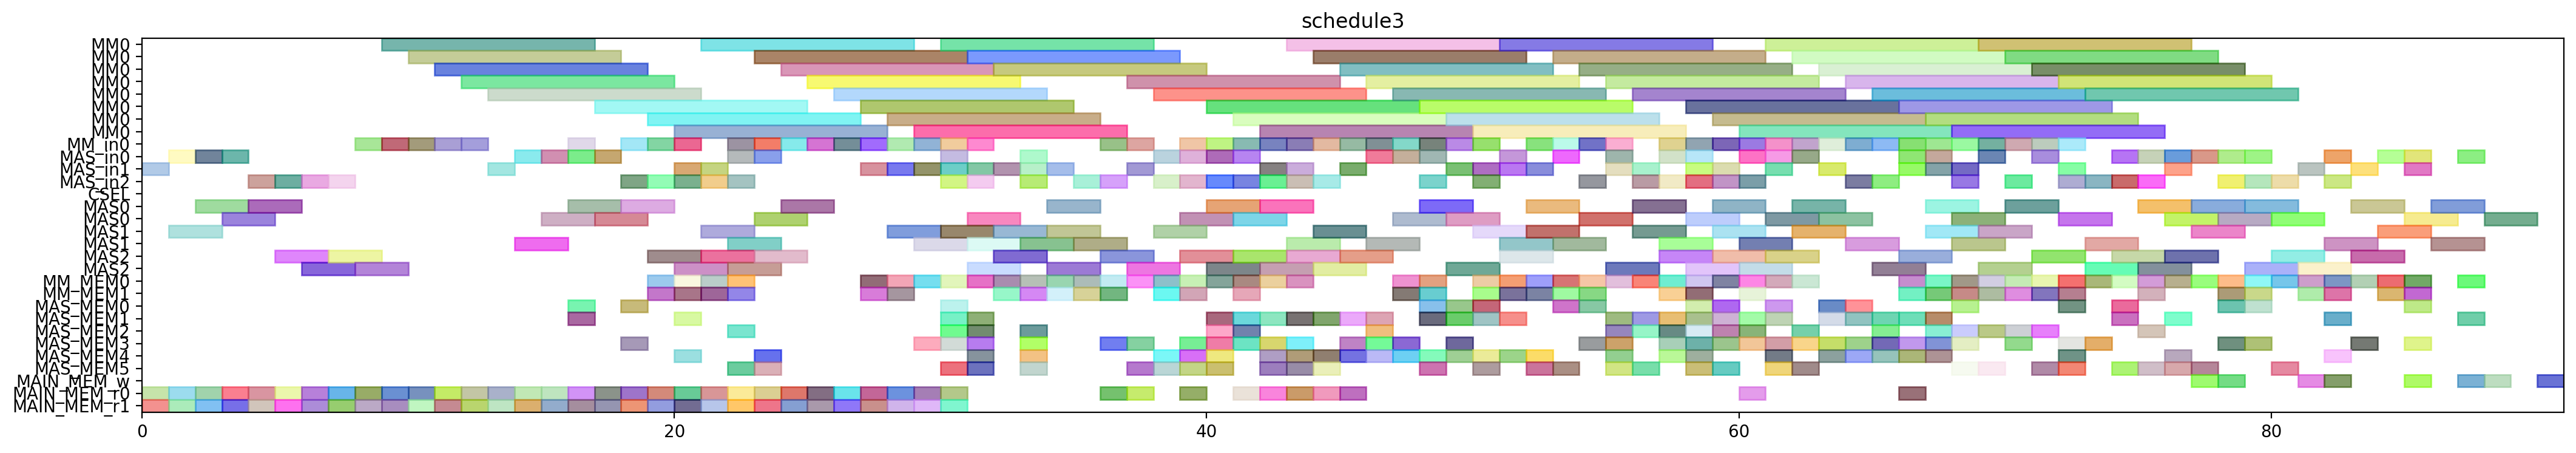 schedule3
MM0
MM0
MM0
MM0
MM0
MM0
MM0
MM0
MM_in0
MAS_in0
MAS_in1
MAS_in2
CSEL
MAS0
MAS0
MAS1
MAS1
MAS2
MAS2
MM_MEM0
MM_MEM1
MAS_MEM0
MAS_MEM1
MAS_MEM2
MAS_MEM3
MAS_MEM4
MAS_MEM5
MAIN_MEM_w
MAIN_MEM_r0
MAIN_MEM_r1
0 20 40 60 80